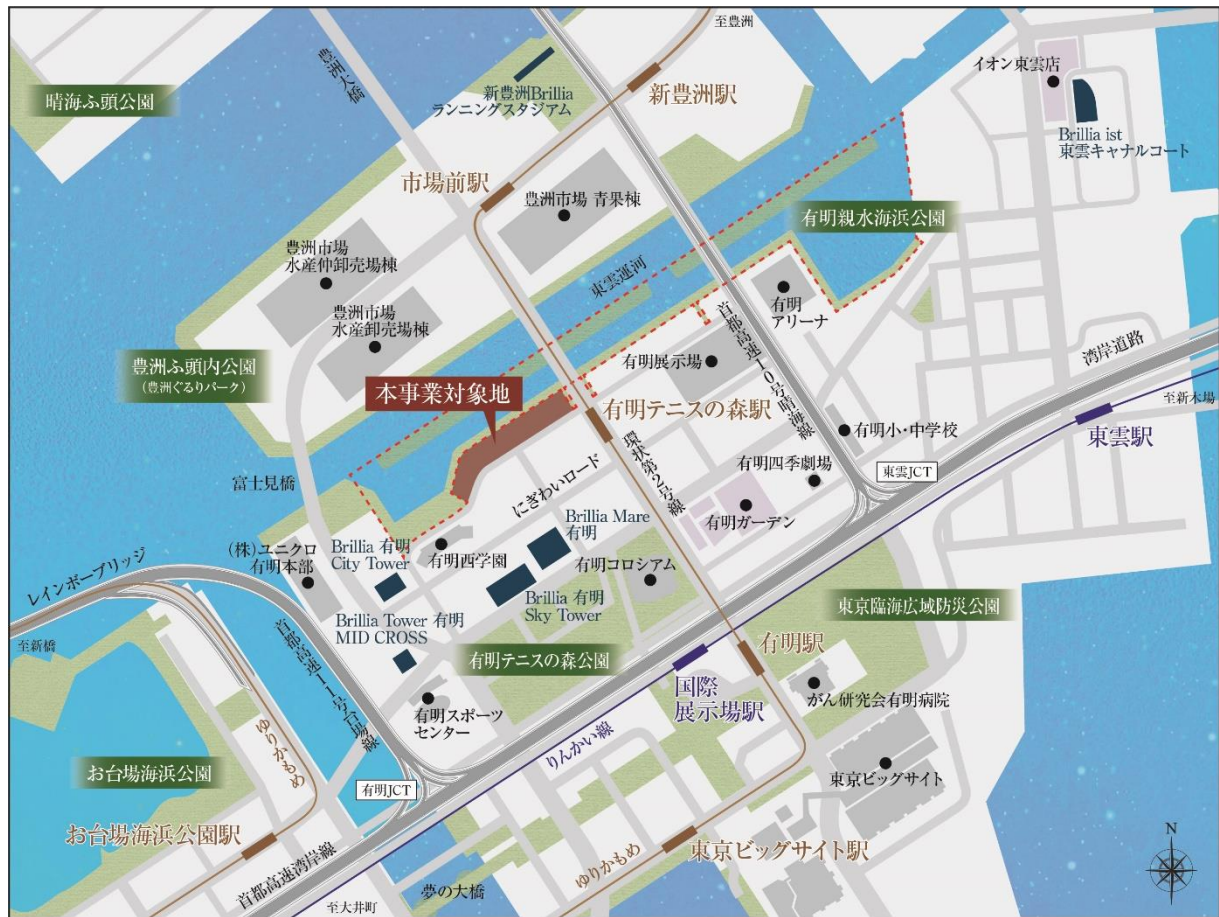 至豊洲
晴海ふ頭公園
豊洲大橋
新豊洲Brillia
ランニングスタジアム
新豊洲駅
イオン東雲店
Brillia ist
東雲キャナルコート
市場前駅
豊洲市場 青果棟
有明親水海浜公園
豊洲市場
水産仲卸売場棟
東雲運河
豊洲市場
水産卸売場棟
有明
アリーナ
首都高速10号晴海線
豊洲ふ頭内公園
(豊洲ぐるりパーク)
本事業対象地
有明展示場
湾岸道路
有明テニスの森駅
至新木場
東雲駅
環状第2号線
有明小・中学校
富士見橋
にぎわいロード
有明四季劇場
東雲JCT
Brillia Mare
有明
有明ガーデン
(株)ユニクロ
有明本部
Brillia 有明
City Tower
有明西学園
有明コロシアム
レインボーブリッジ
Brillia 有明
Sky Tower
東京臨海広域防災公園
至新橋
Brillia Tower 有明
MID CROSS
首都高速11号台場線
有明テニスの森公園
有明駅
国際
展示場駅
がん研究会有明病院
有明スポーツ
センター
ゆりかもめ
りんかい線
お台場海浜公園
東京ビッグサイト
有明JCT
お台場海浜公園駅
東京ビッグサイト駅
首都高速湾岸線
ゆりかもめ
夢の大橋
至大井町
N